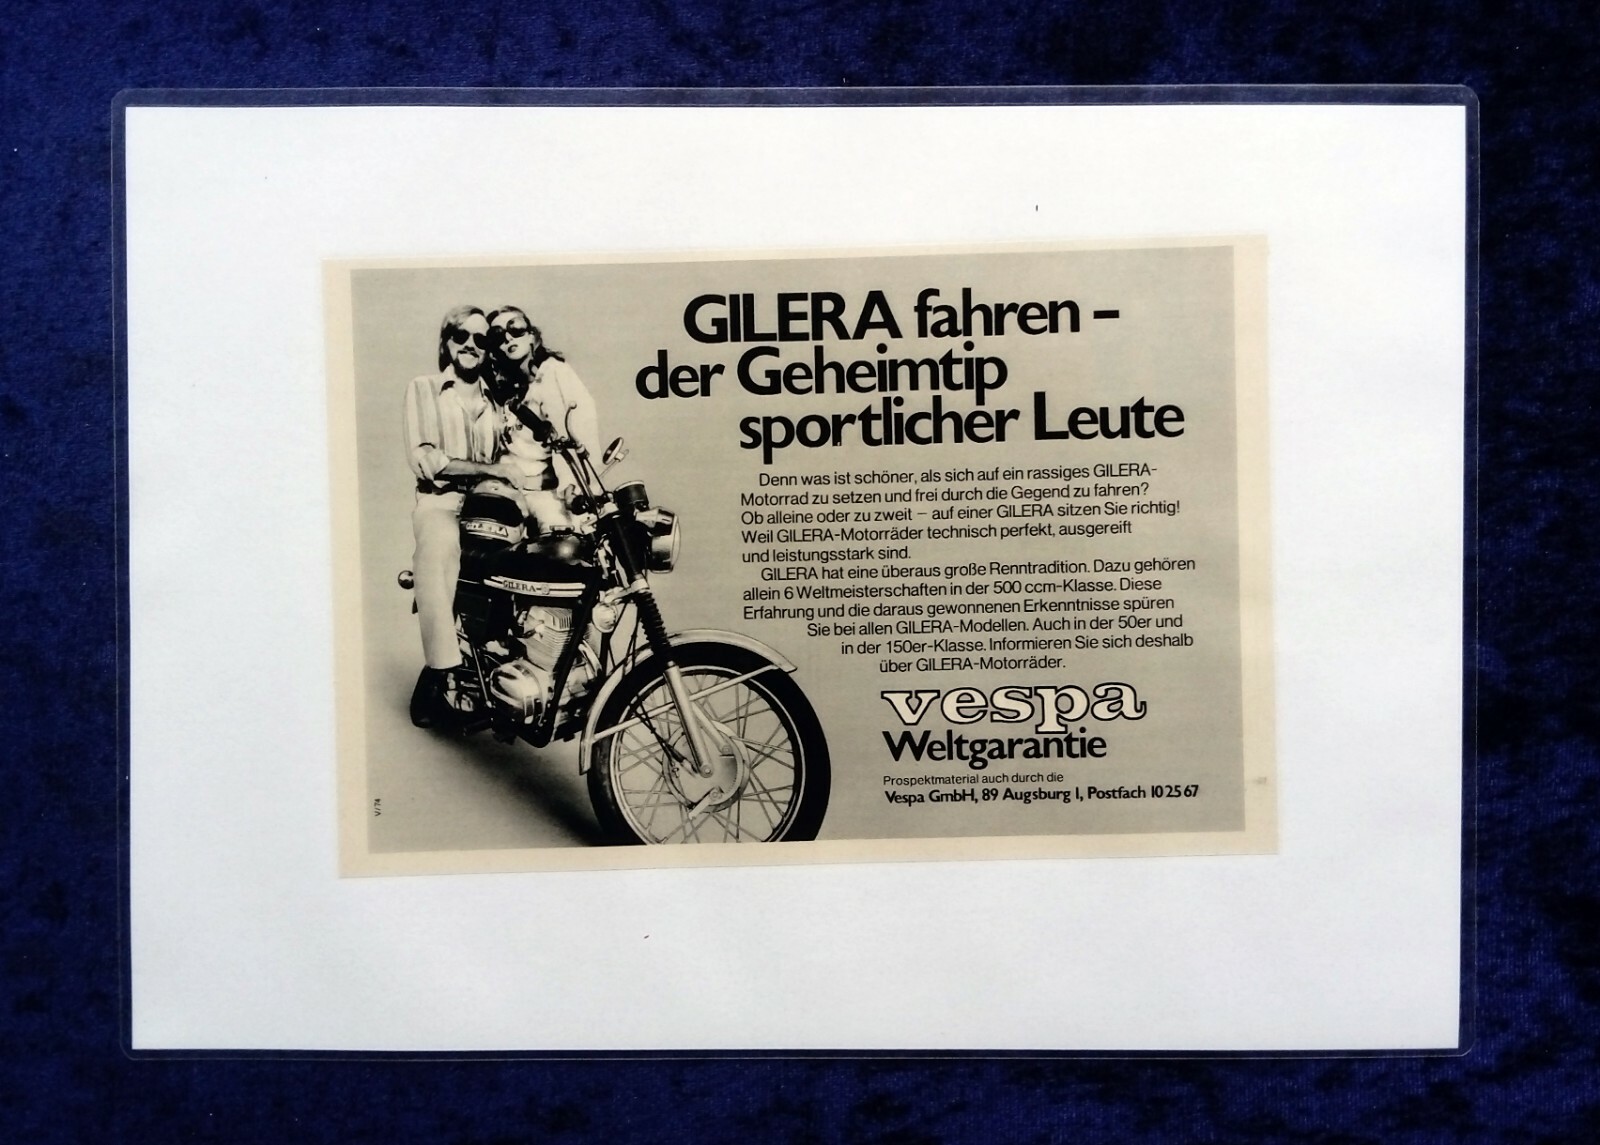 GILERA fahren –
der Geheimtip
sportlicher Leute
Denn was ist schöner, als sich auf ein rassiges GILERA-
Motorrad zu setzen und frei durch die Gegend zu fahren?
Ob alleine oder zu zweit – auf einer GILERA sitzen Sie richtig!
Weil GILERA-Motorräder technisch perfekt, ausgereift
und leistungsstark sind.
GILERA hat eine überaus große Renntradition. Dazu gehören
allein 6 Weltmeisterschaften in der 500 ccm-Klasse. Diese
Erfahrung und die daraus gewonnenen Erkenntnisse spüren
Sie bei allen GILERA-Modellen. Auch in der 50er und
in der 150er-Klasse. Informieren Sie sich deshalb
über GILERA-Motorräder.
vespa
Weltgarantie
Prospektmaterial auch durch die
Vespa GmbH, 89 Augsburg 1, Postfach 10 25 67
GILERA
GILERA
V/74